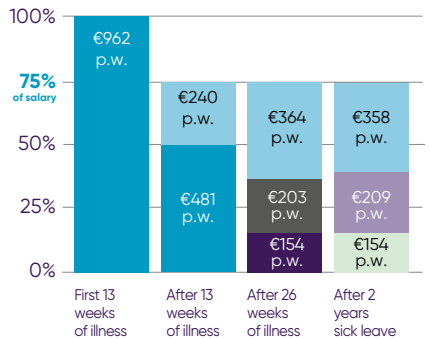 100%
75%
of salary
50%
25%
0%
€962
p.w.
€240
p.w.
€481
p.w.
€364
p.w.
€203
p.w.
€154
p.w.
€358
p.w.
€209
p.w.
€154
p.w.
First 13
weeks
of illness
After 13
weeks
of illness
After 26
weeks
of illness
After 2
years
sick leave